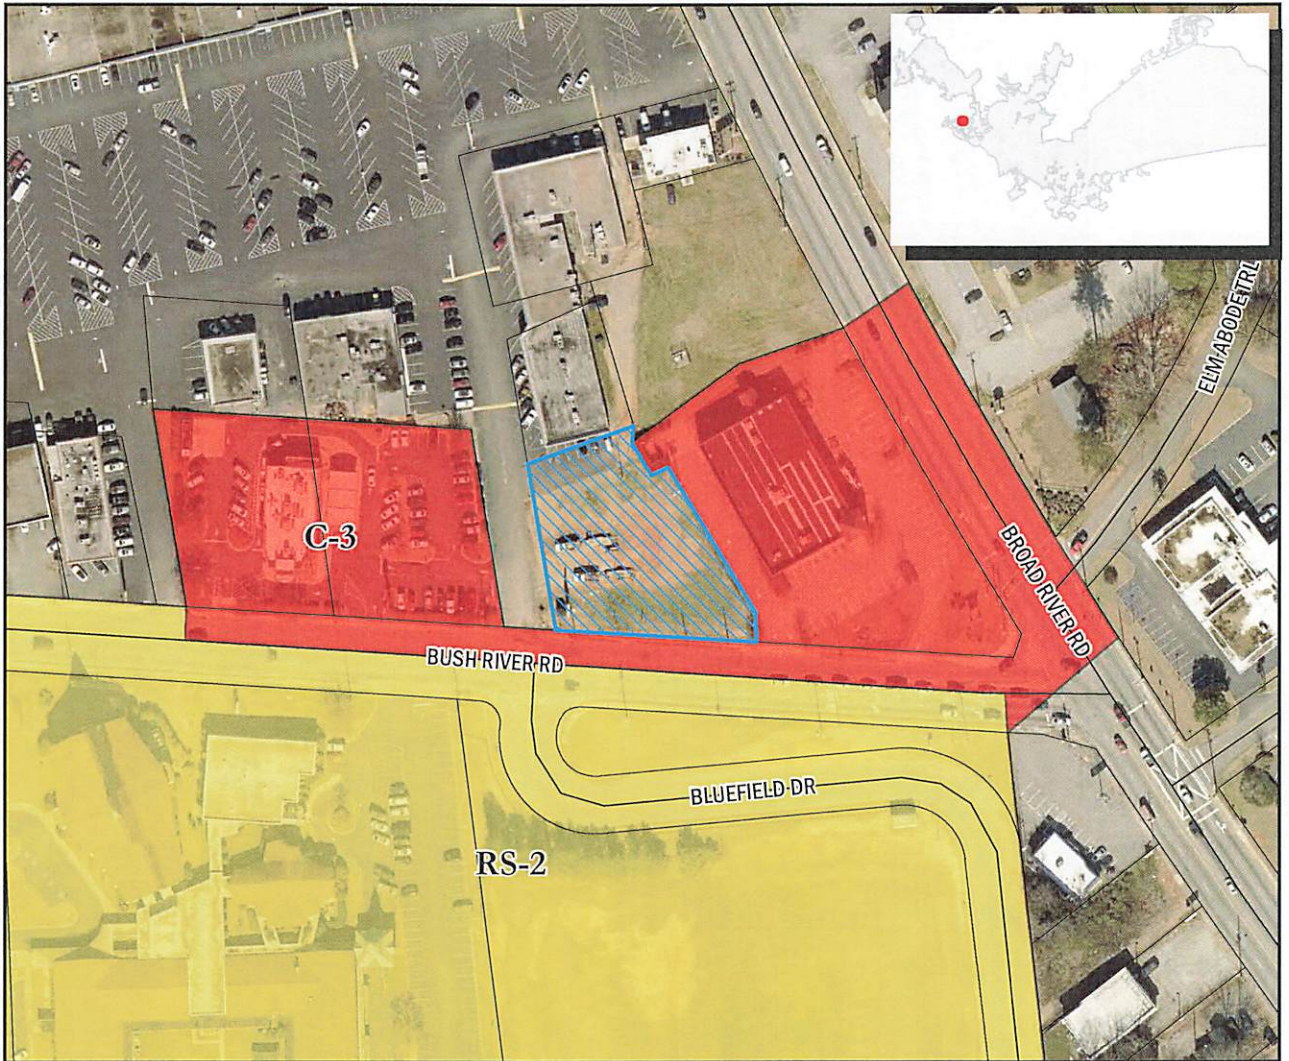 ELM ABODE TRL
C-3
BROAD RIVER RD
BUSH RIVER RD
BLUEFIELD DR
RS-2